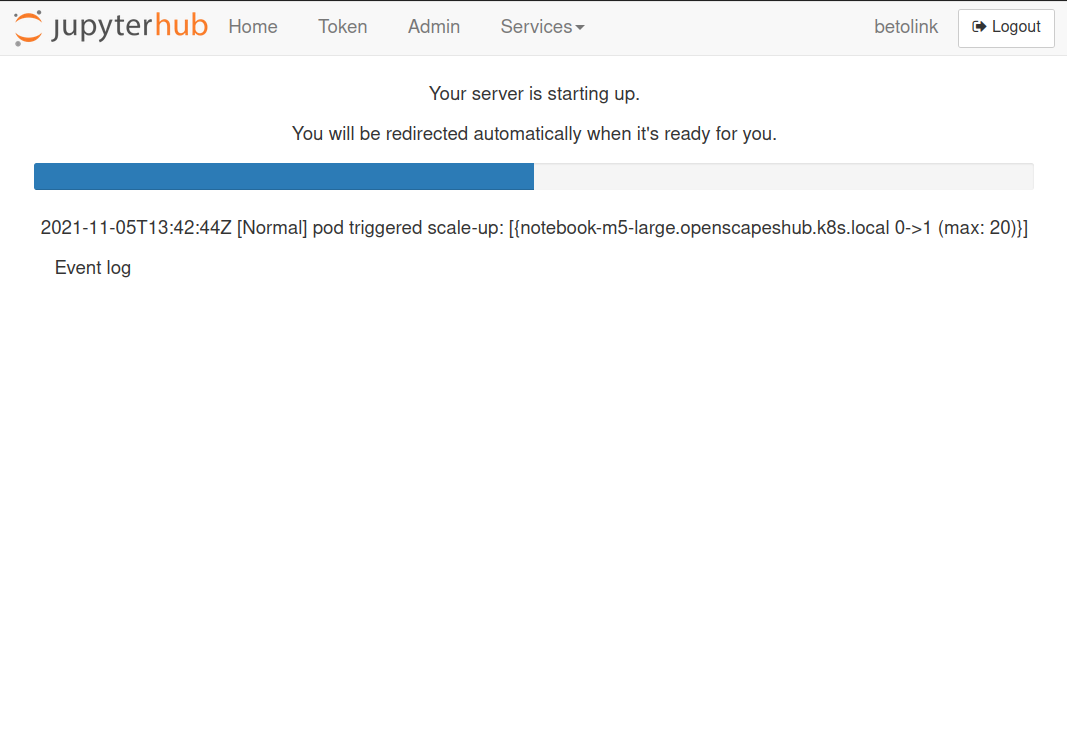 jupyterhub Home Token Admin Services betolink Logout
Your server is starting up.
You will be redirected automatically when it's ready for you.
2021-11-05T13:42:44Z [Normal] pod triggered scale-up: [{notebook-m5-large.openscapeshub.k8s.local 0->1 (max: 20)}]
Event log